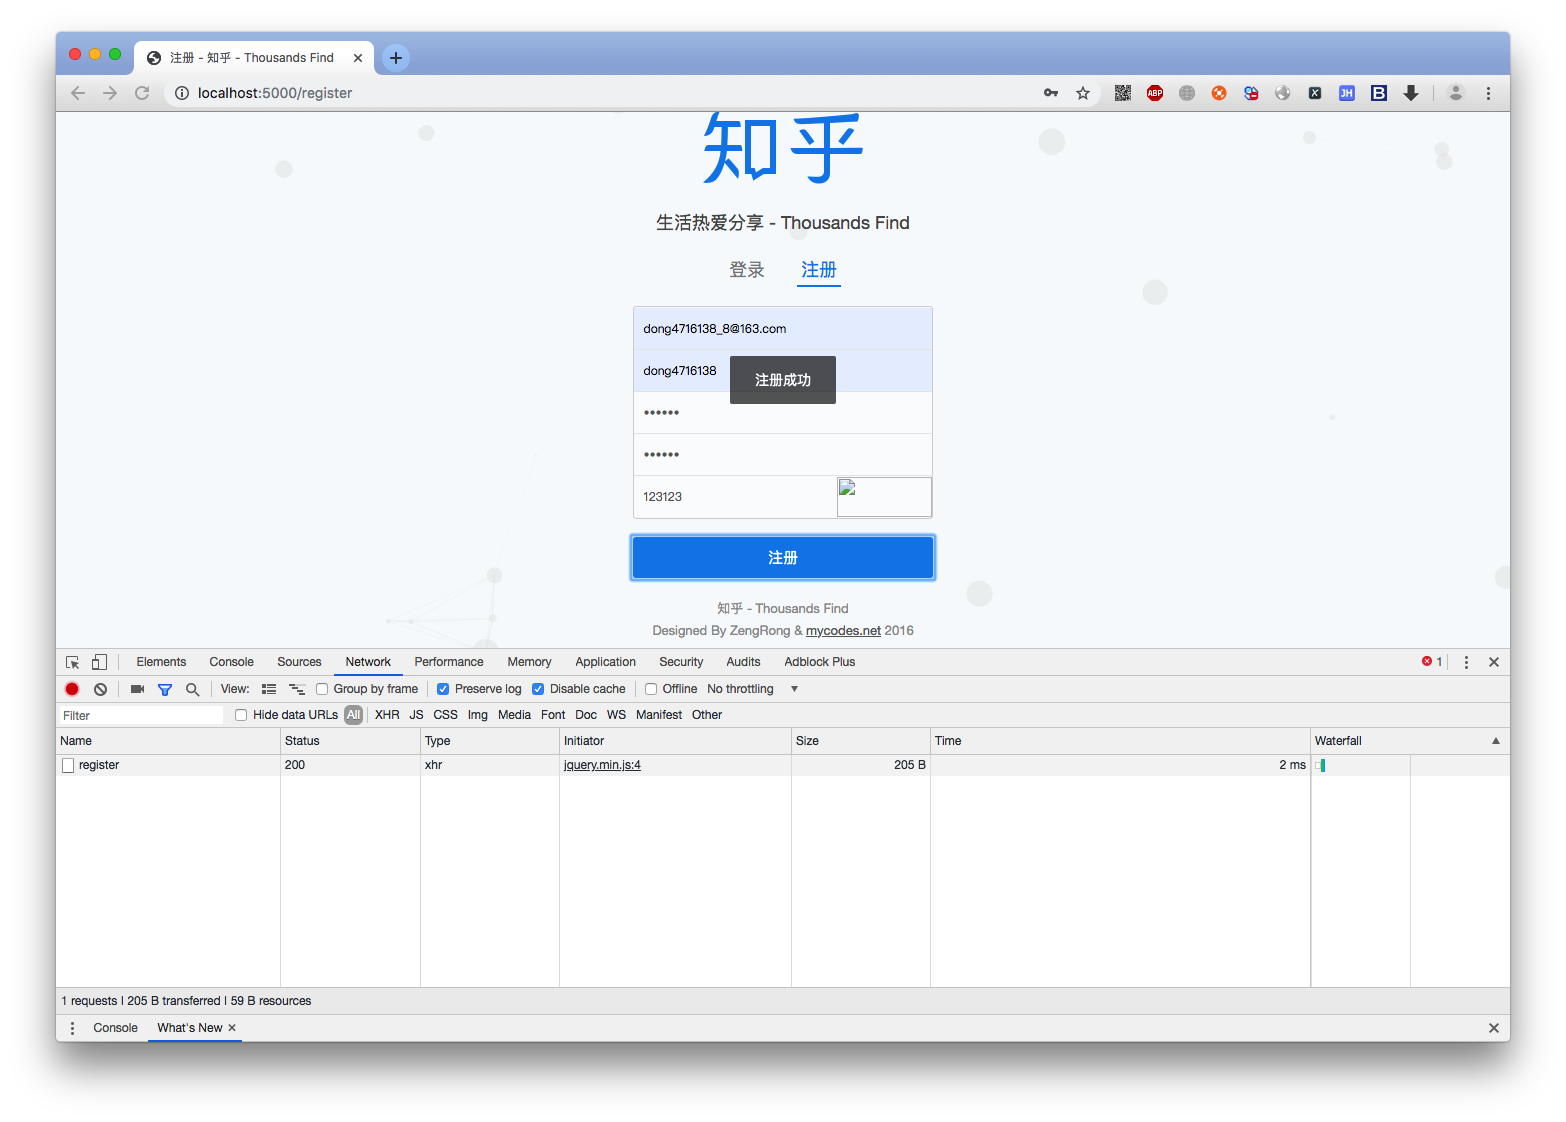 注册 - 知乎 - Thousands Find
localhost:5000/register
ABP
JH
B
知乎
生活热爱分享 - Thousands Find
登录 注册
dong4716138_8@163.com
dong4716138
注册成功
••••••
••••••
123123
注册
知乎 - Thousands Find
Designed By ZengRong & mycodes.net 2016
Elements Console Sources Network Performance Memory Application Security Audits Adblock Plus 1
View: Group by frame Preserve log Disable cache Offline No throttling
Filter Hide data URLs All XHR JS CSS Img Media Font Doc WS Manifest Other
Name Status Type Initiator Size Time Waterfall
register 200 xhr jquery.min.js:4 205 B 2 ms
1 requests | 205 B transferred | 59 B resources
Console What's New